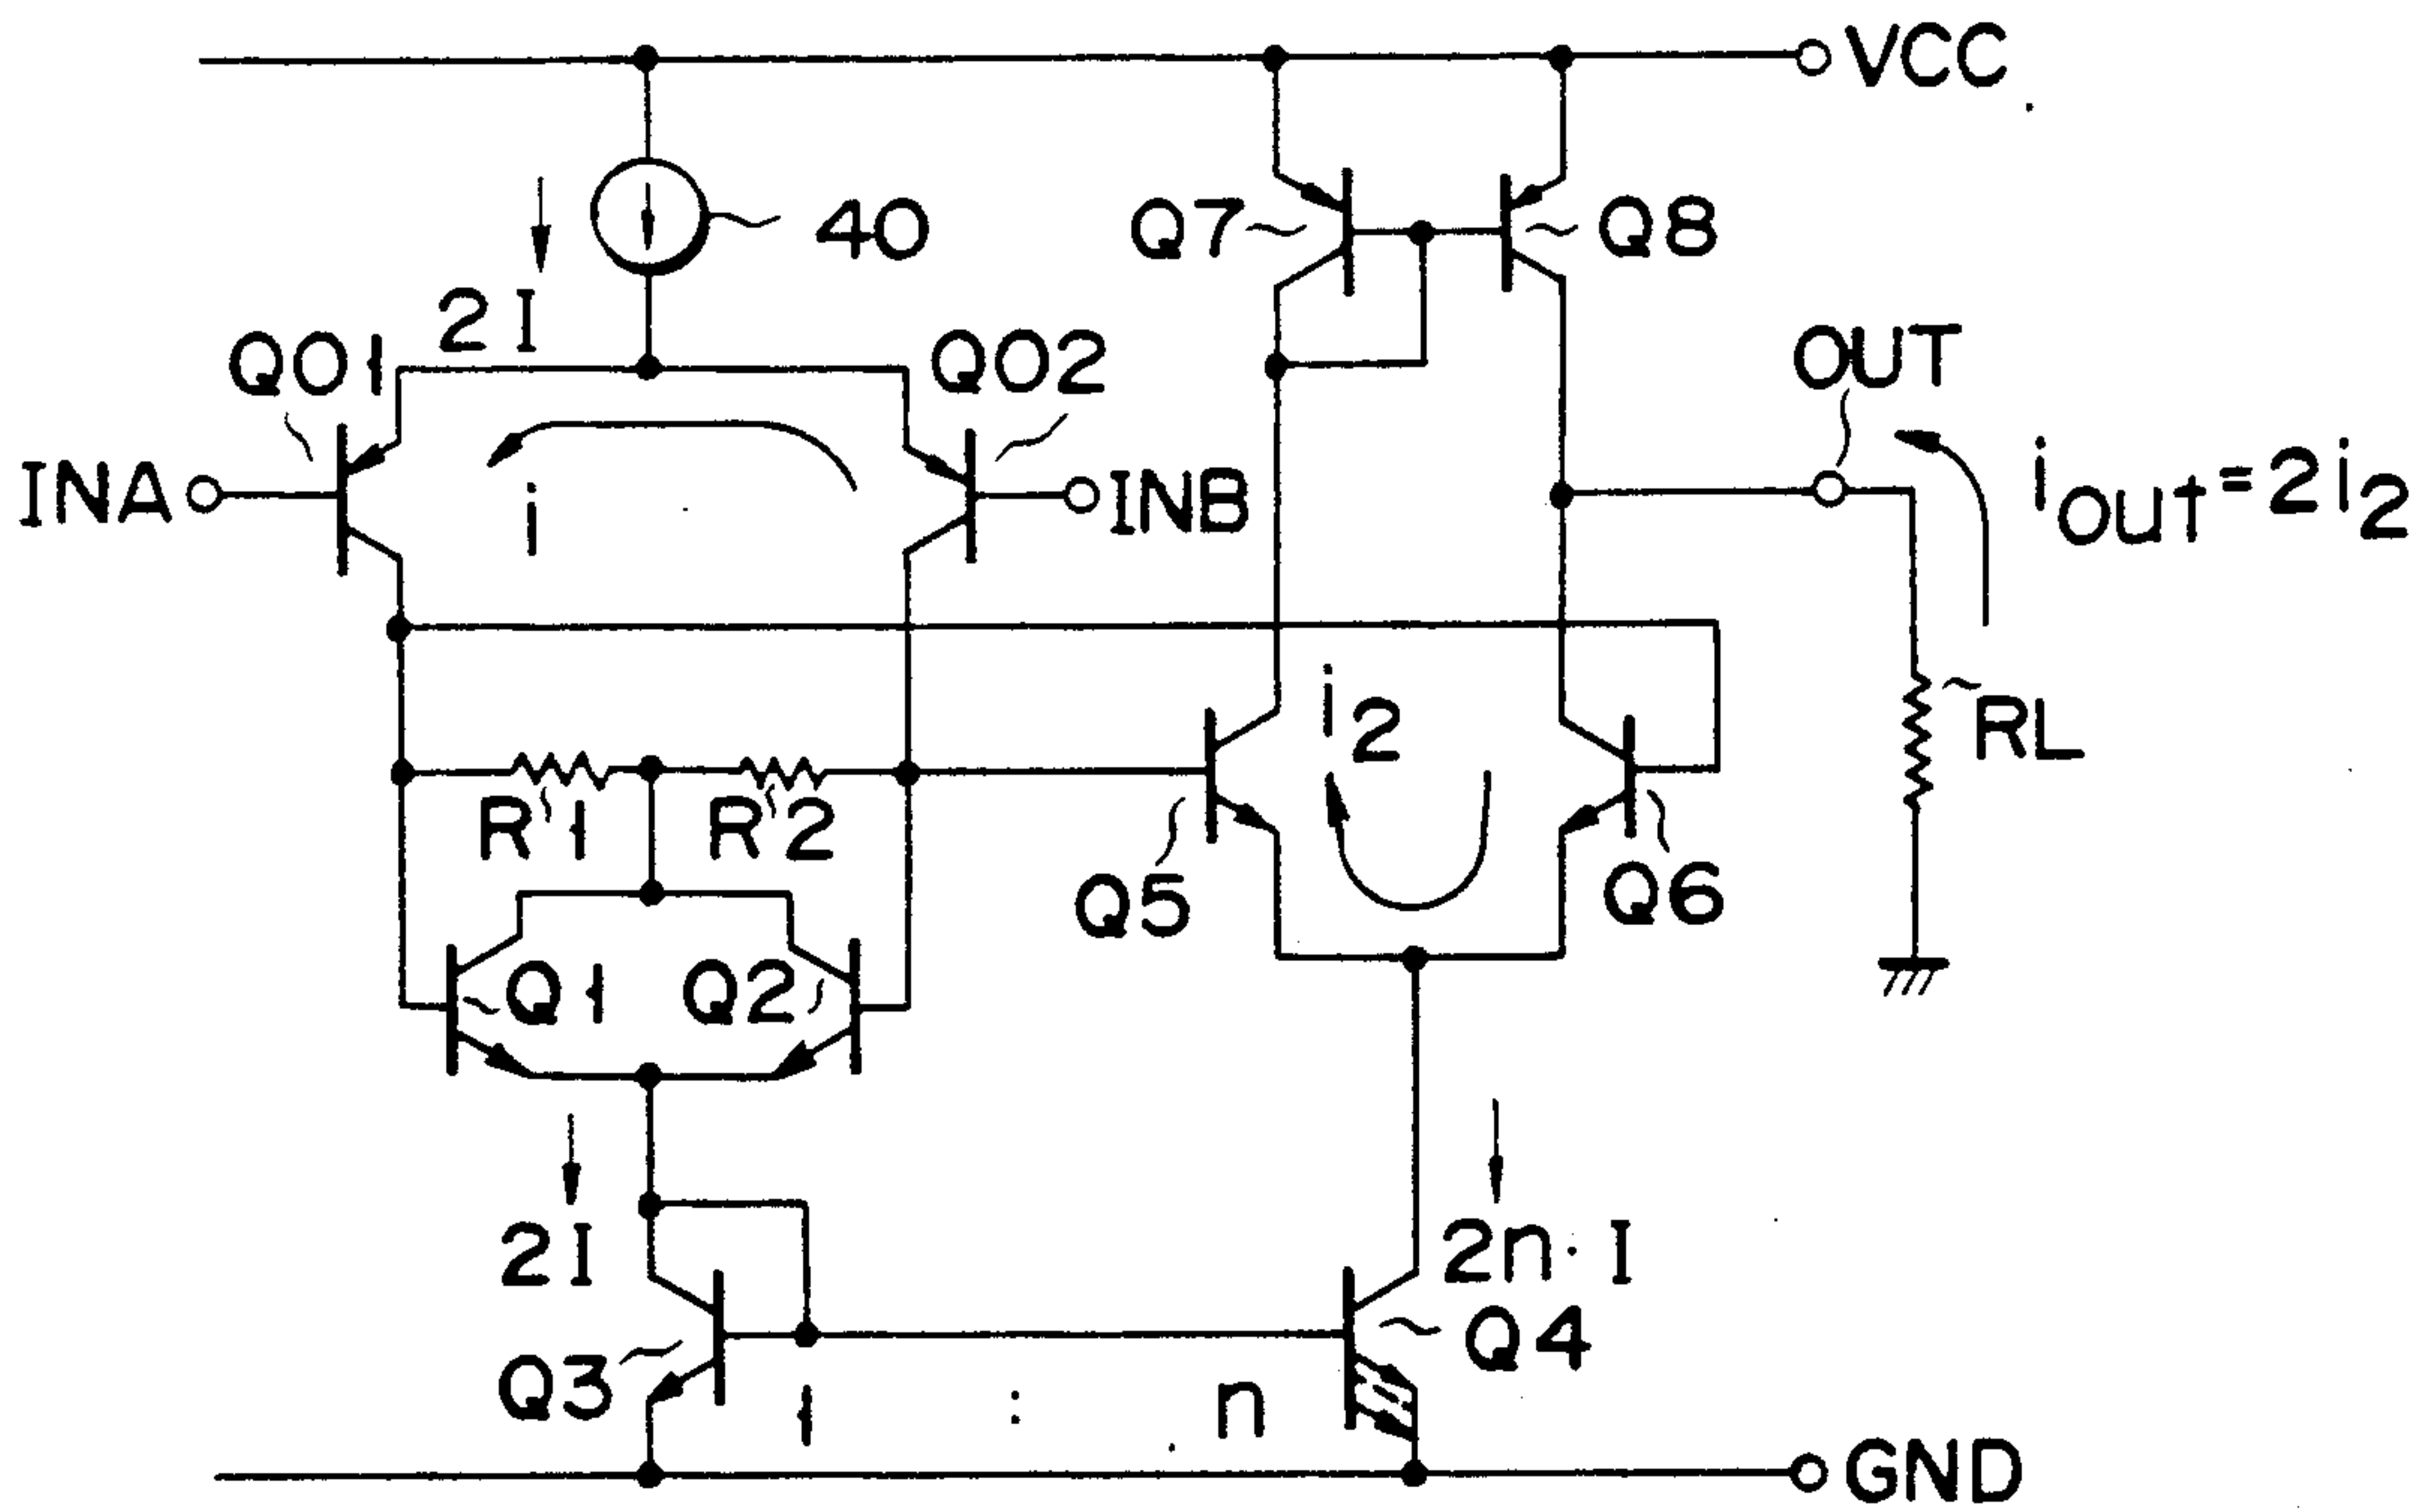 VCC
40
Q7
Q8
2I
Q01
Q02
OUT
INA
i
INB
iout=2i2
i2
RL
R1
R2
Q5
Q6
Q1
Q2
2I
2n·I
Q3
Q4
1 : n
GND